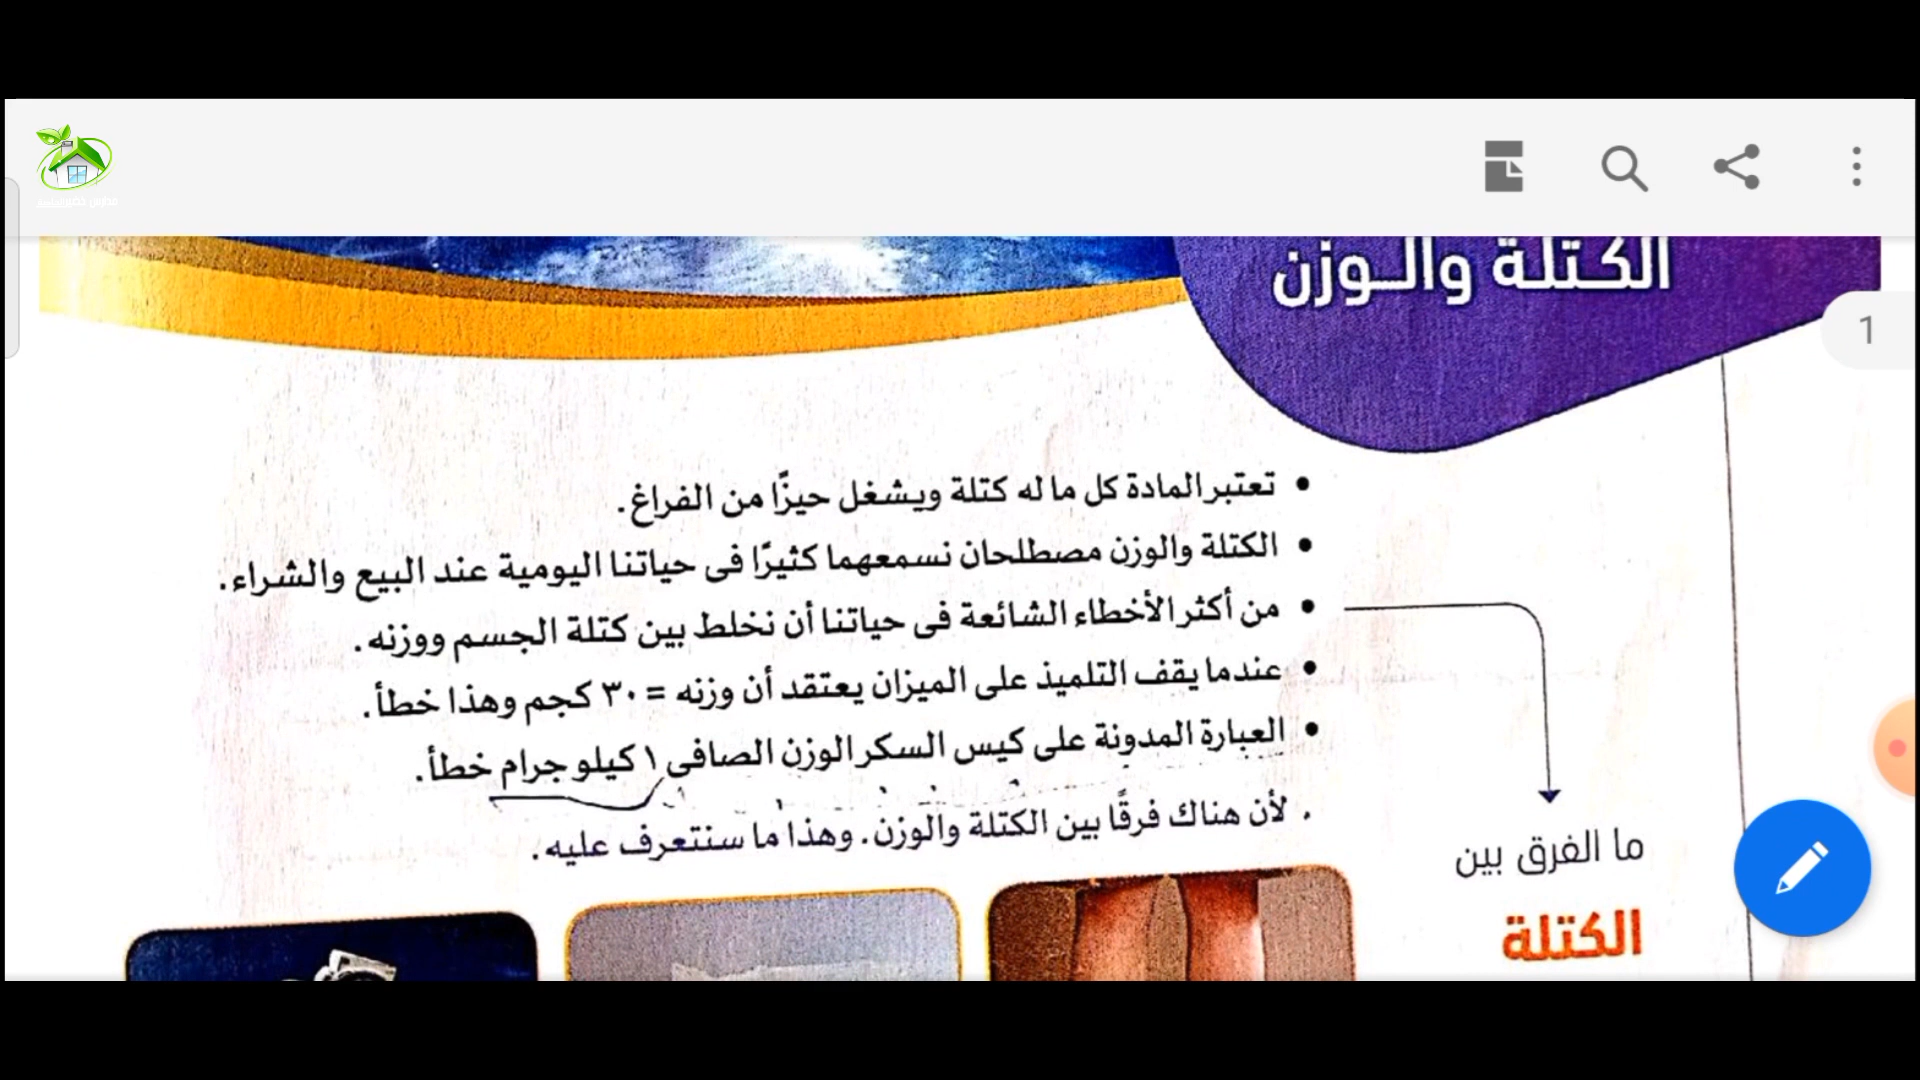 الكتلة والوزن
1
• تعتبر المادة كل ما له كتلة ويشغل حيزًا من الفراغ.
• الكتلة والوزن مصطلحان نسمعهما كثيرًا فى حياتنا اليومية عند البيع والشراء.
• من أكثر الأخطاء الشائعة فى حياتنا أن نخلط بين كتلة الجسم ووزنه.
• عندما يقف التلميذ على الميزان يعتقد أن وزنه = ٣٠ كجم وهذا خطأ.
• العبارة المدونة على كيس السكر الوزن الصافى ١ كيلو جرام خطأ.
. لأن هناك فرقًا بين الكتلة والوزن. وهذا ما سنتعرف عليه.
ما الفرق بين
الكتلة